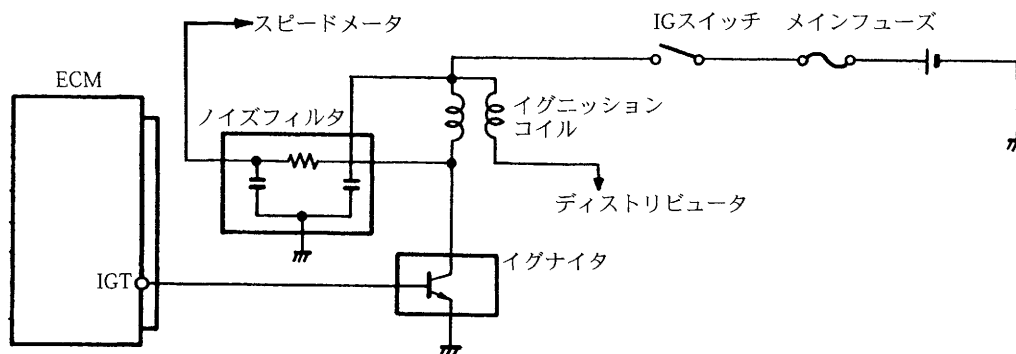 スピードメータ
IGスイッチ
メインフューズ
ECM
ノイズフィルタ
イグニッション
コイル
ディストリビュータ
イグナイタ
IGT